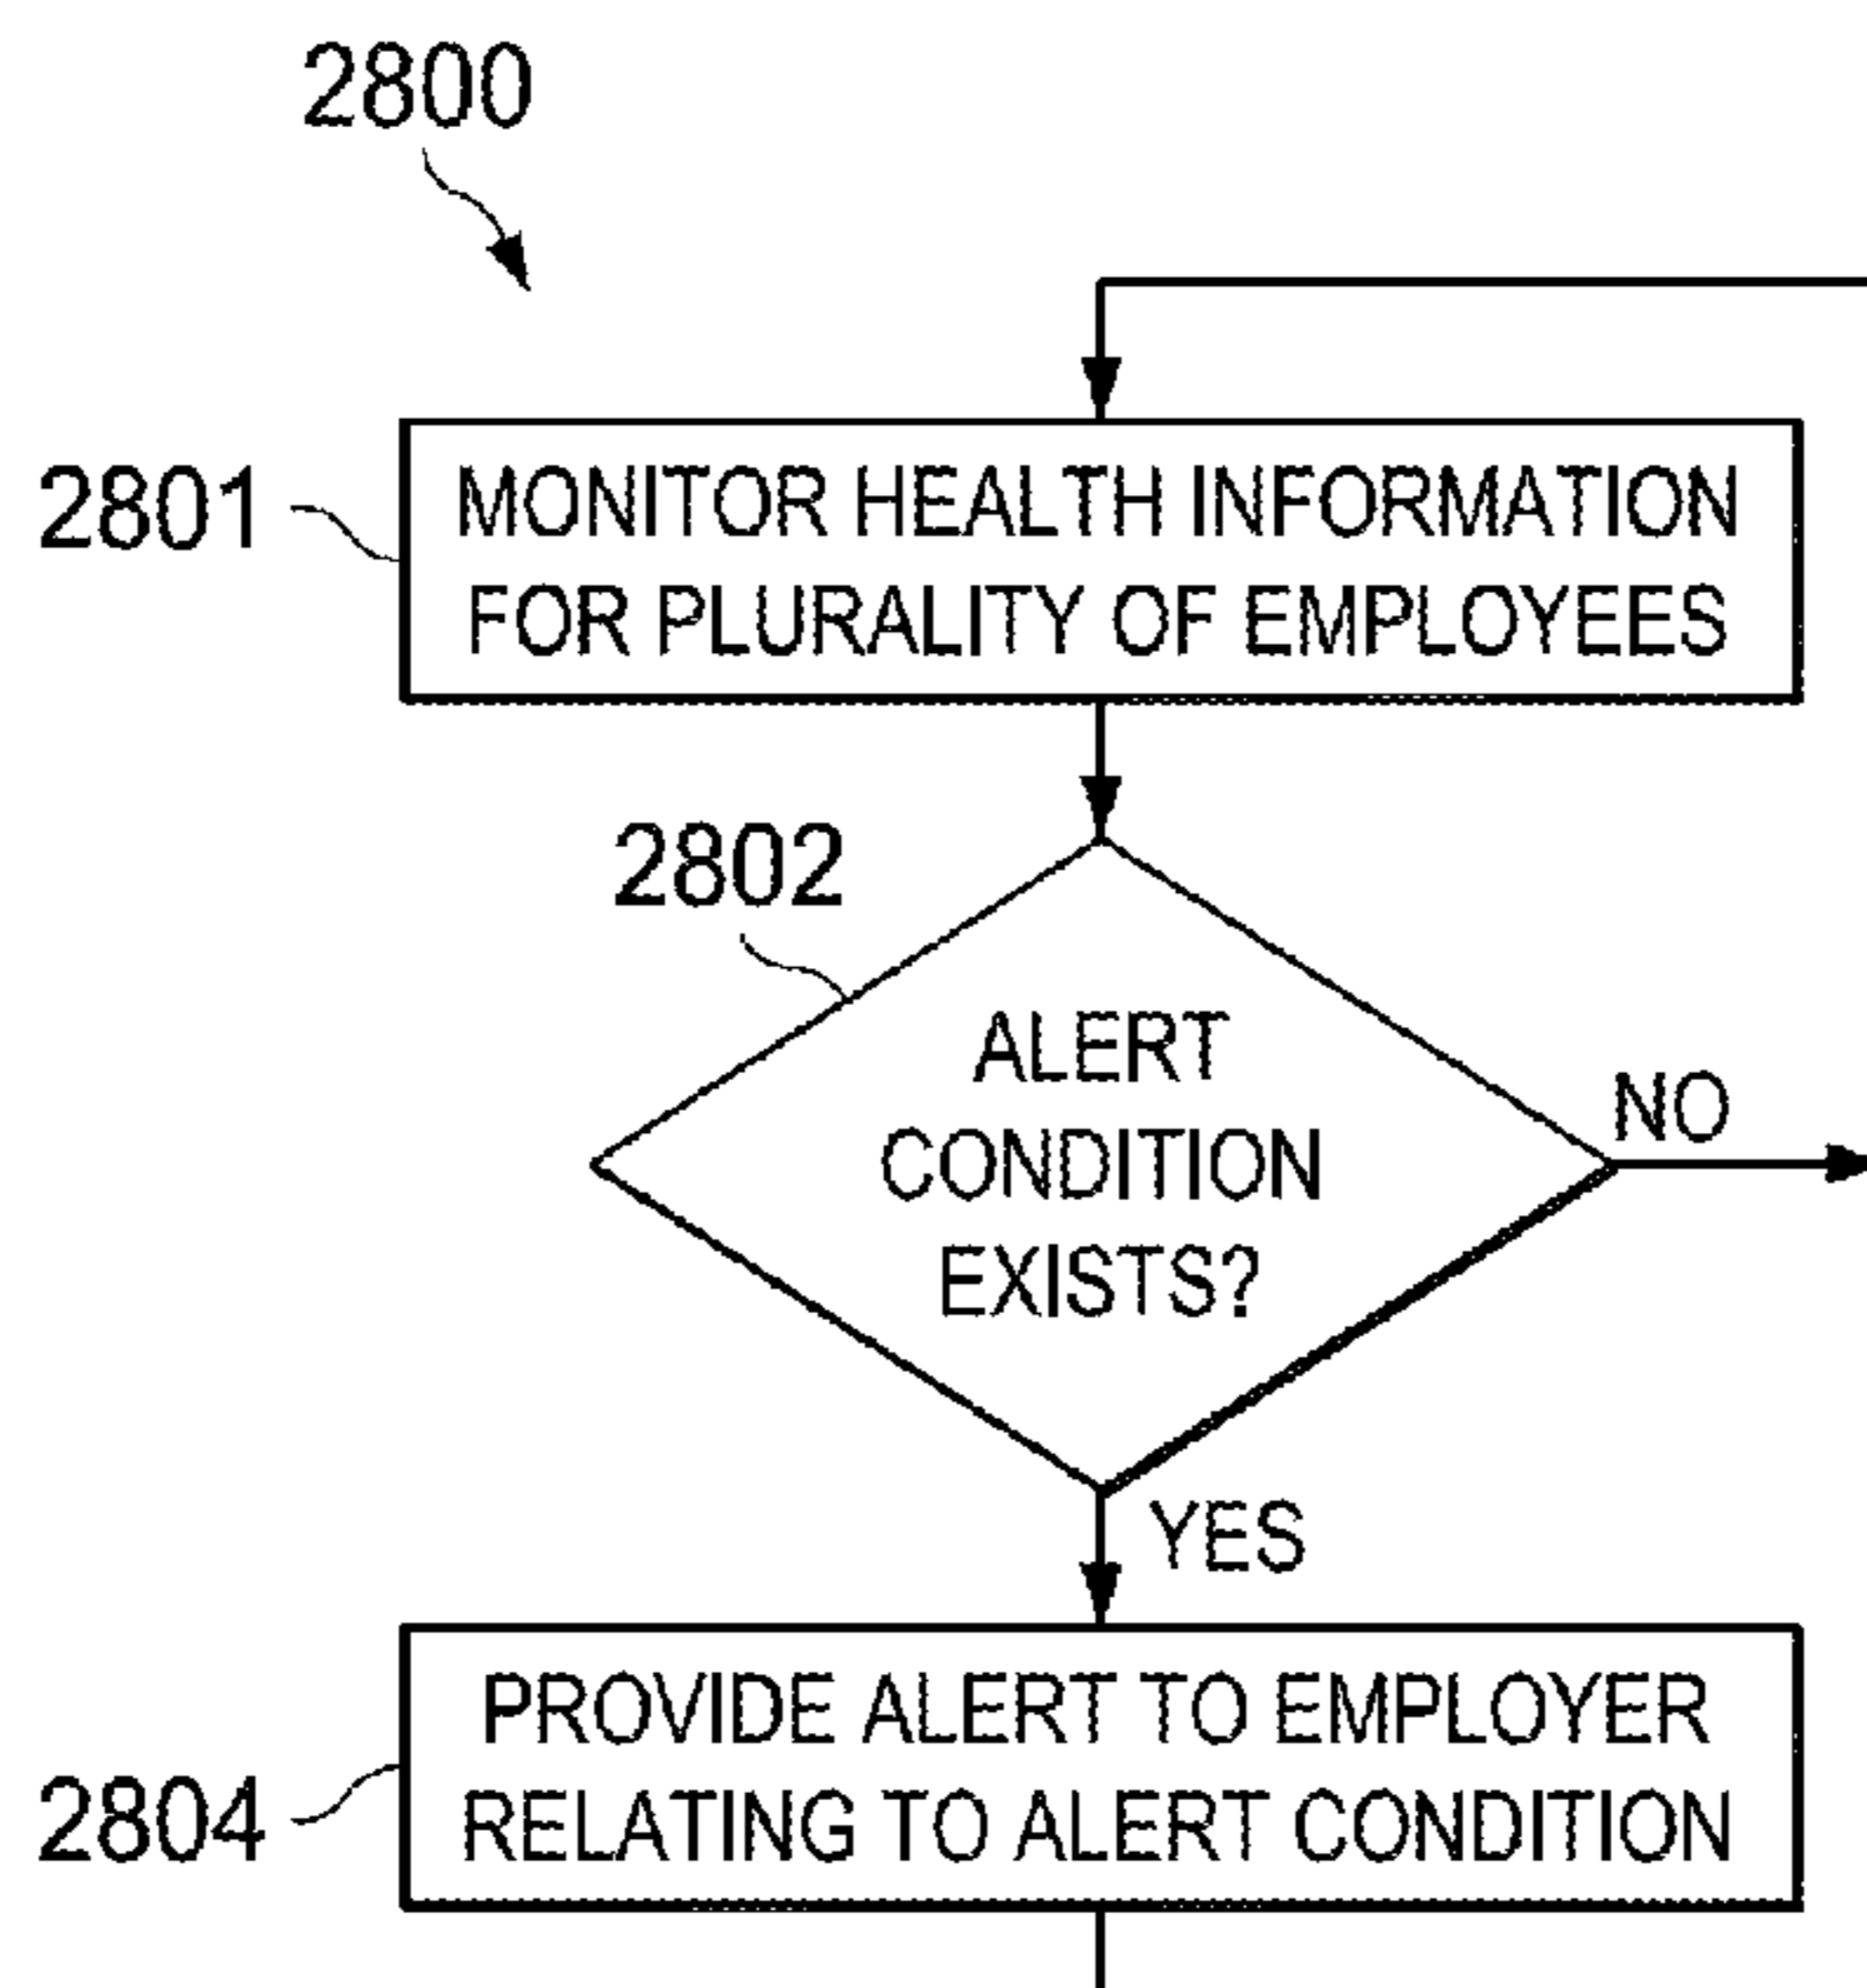 2800
2801
MONITOR HEALTH INFORMATION
FOR PLURALITY OF EMPLOYEES
2802
ALERT
CONDITION
EXISTS?
NO
YES
2804
PROVIDE ALERT TO EMPLOYER
RELATING TO ALERT CONDITION